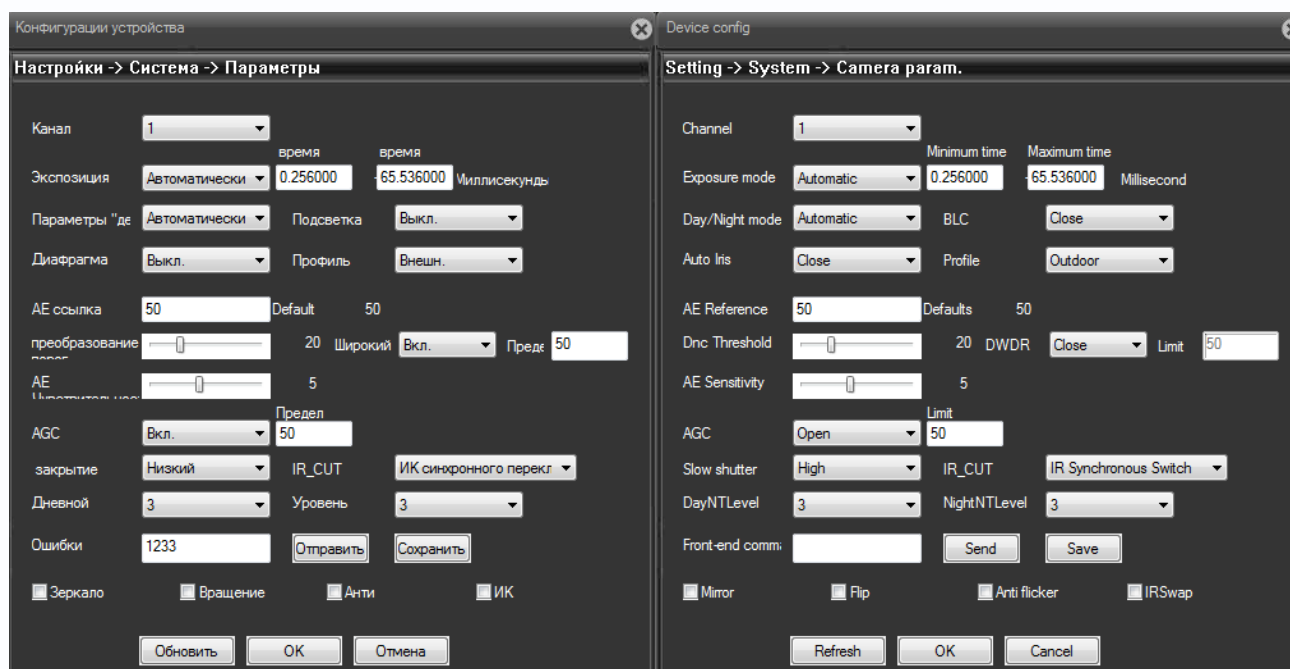 Конфигурации устройства
Настройки -> Система -> Параметры
Канал 1
время время
Экспозиция Автоматически 0.256000 -65.536000 Миллисекунды
Параметры "де Автоматически Подсветка Выкл.
Диафрагма Выкл. Профиль Внешн.
AE ссылка 50 Default 50
преобразование 20 Широкий Вкл. Преде 50
AE 5
Предел
AGC Вкл. 50
закрытие Низкий IR_CUT ИК синхронного перекл
Дневной 3 Уровень 3
Ошибки 1233 Отправить Сохранить
Зеркало Вращение Анти ИК
Обновить OK Отмена
Device config
Setting -> System -> Camera param.
Channel 1
Minimum time Maximum time
Exposure mode Automatic 0.256000 -65.536000 Millisecond
Day/Night mode Automatic BLC Close
Auto Iris Close Profile Outdoor
AE Reference 50 Defaults 50
Dnc Threshold 20 DWDR Close Limit 50
AE Sensitivity 5
Limit
AGC Open 50
Slow shutter High IR_CUT IR Synchronous Switch
DayNTLevel 3 NightNTLevel 3
Front-end comma Send Save
Mirror Flip Anti flicker IRSwap
Refresh OK Cancel